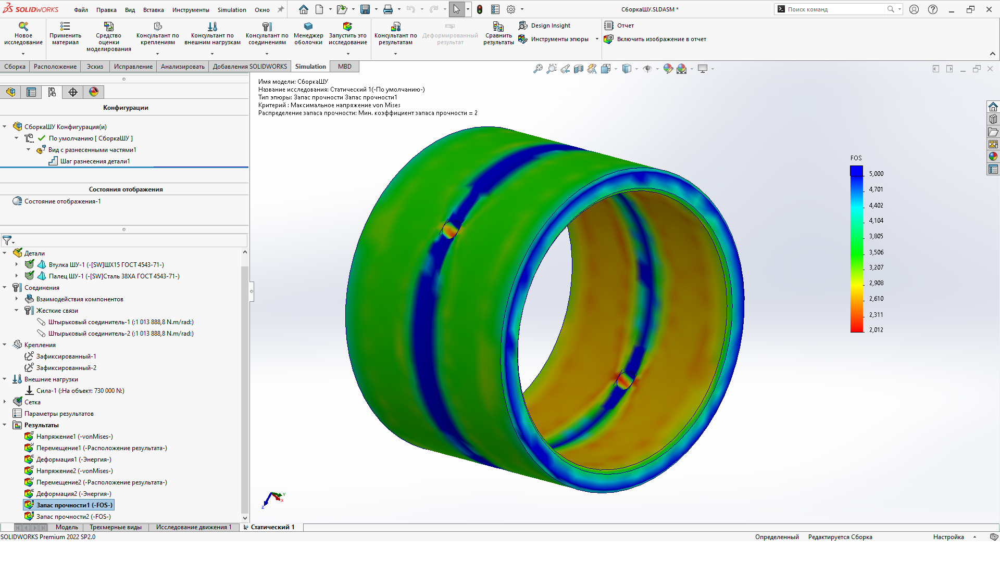 SOLIDWORKS
Файл Правка Вид Вставка Инструменты Simulation Окно
СборкаШУ.SLDASM *
Поиск команд
Новое исследование
Применить материал
Средство оценки моделирования
Консультант по креплениям
Консультант по внешним нагрузкам
Консультант по соединениям
Менеджер оболочки
Запустить это исследование
Консультант по результатам
Деформированный результат
Сравнить результаты
Design Insight
Инструменты эпюры
Отчет
Включить изображение в отчет
Сборка Расположение Эскиз Исправление Анализировать Добавления SOLIDWORKS Simulation MBD
Конфигурации
СборкаШУ Конфигурация(и)
По умолчанию [ СборкаШУ ]
Вид с разнесенными частями1
Шаг разнесения детали1
Состояния отображения
Состояние отображения-1
Детали
Втулка ШУ-1 (-[SW]ШХ15 ГОСТ 4543-71-)
Палец ШУ-1 (-[SW]Сталь 38ХА ГОСТ 4543-71-)
Соединения
Взаимодействия компонентов
Жесткие связи
Штырьковый соединитель-1 (:1 013 888,8 N.m/rad:)
Штырьковый соединитель-2 (:1 013 888,8 N.m/rad:)
Крепления
Зафиксированный-1
Зафиксированный-2
Внешние нагрузки
Сила-1 (:На объект: 730 000 N:)
Сетка
Параметры результатов
Результаты
Напряжение1 (-vonMises-)
Перемещение1 (-Расположение результата-)
Деформация1 (-Энергия-)
Напряжение2 (-vonMises-)
Перемещение2 (-Расположение результата-)
Деформация2 (-Энергия-)
Запас прочности1 (-FOS-)
Запас прочности2 (-FOS-)
Имя модели: СборкаШУ
Название исследования: Статический 1(-По умолчанию-)
Тип эпюры: Запас прочности Запас прочности1
Критерий : Максимальное напряжение von Mises
Распределение запаса прочности: Мин. коэффициент запаса прочности = 2
FOS
5,000
4,701
4,402
4,104
3,805
3,506
3,207
2,908
2,610
2,311
2,012
Y
X
Z
Модель Трехмерные виды Исследование движения 1 Статический 1
SOLIDWORKS Premium 2022 SP2.0
Определенный Редактируется Сборка Настройка